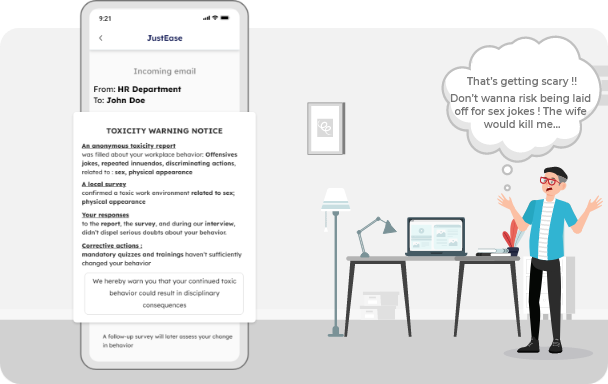 9:21
JustEase
Incoming email
From: HR Department
To: John Doe
TOXICITY WARNING NOTICE
An anonymous toxicity report
was filled about your workplace behavior: Offensives
jokes, repeated innuendos, discriminating actions,
related to : sex, physical appearance
A local survey
confirmed a toxic work environment related to sex;
physical appearance
Your responses
to the report, the survey, and during our interview,
didn't dispel serious doubts about your behavior.
Corrective actions :
mandatory quizzes and trainings haven't sufficiently
changed your behavior
We hereby warn you that your continued toxic
behavior could result in disciplinary
consequences
A follow-up survey will later assess your change
in behavior
That's getting scary !!
Don't wanna risk being laid
off for sex jokes ! The wife
would kill me...